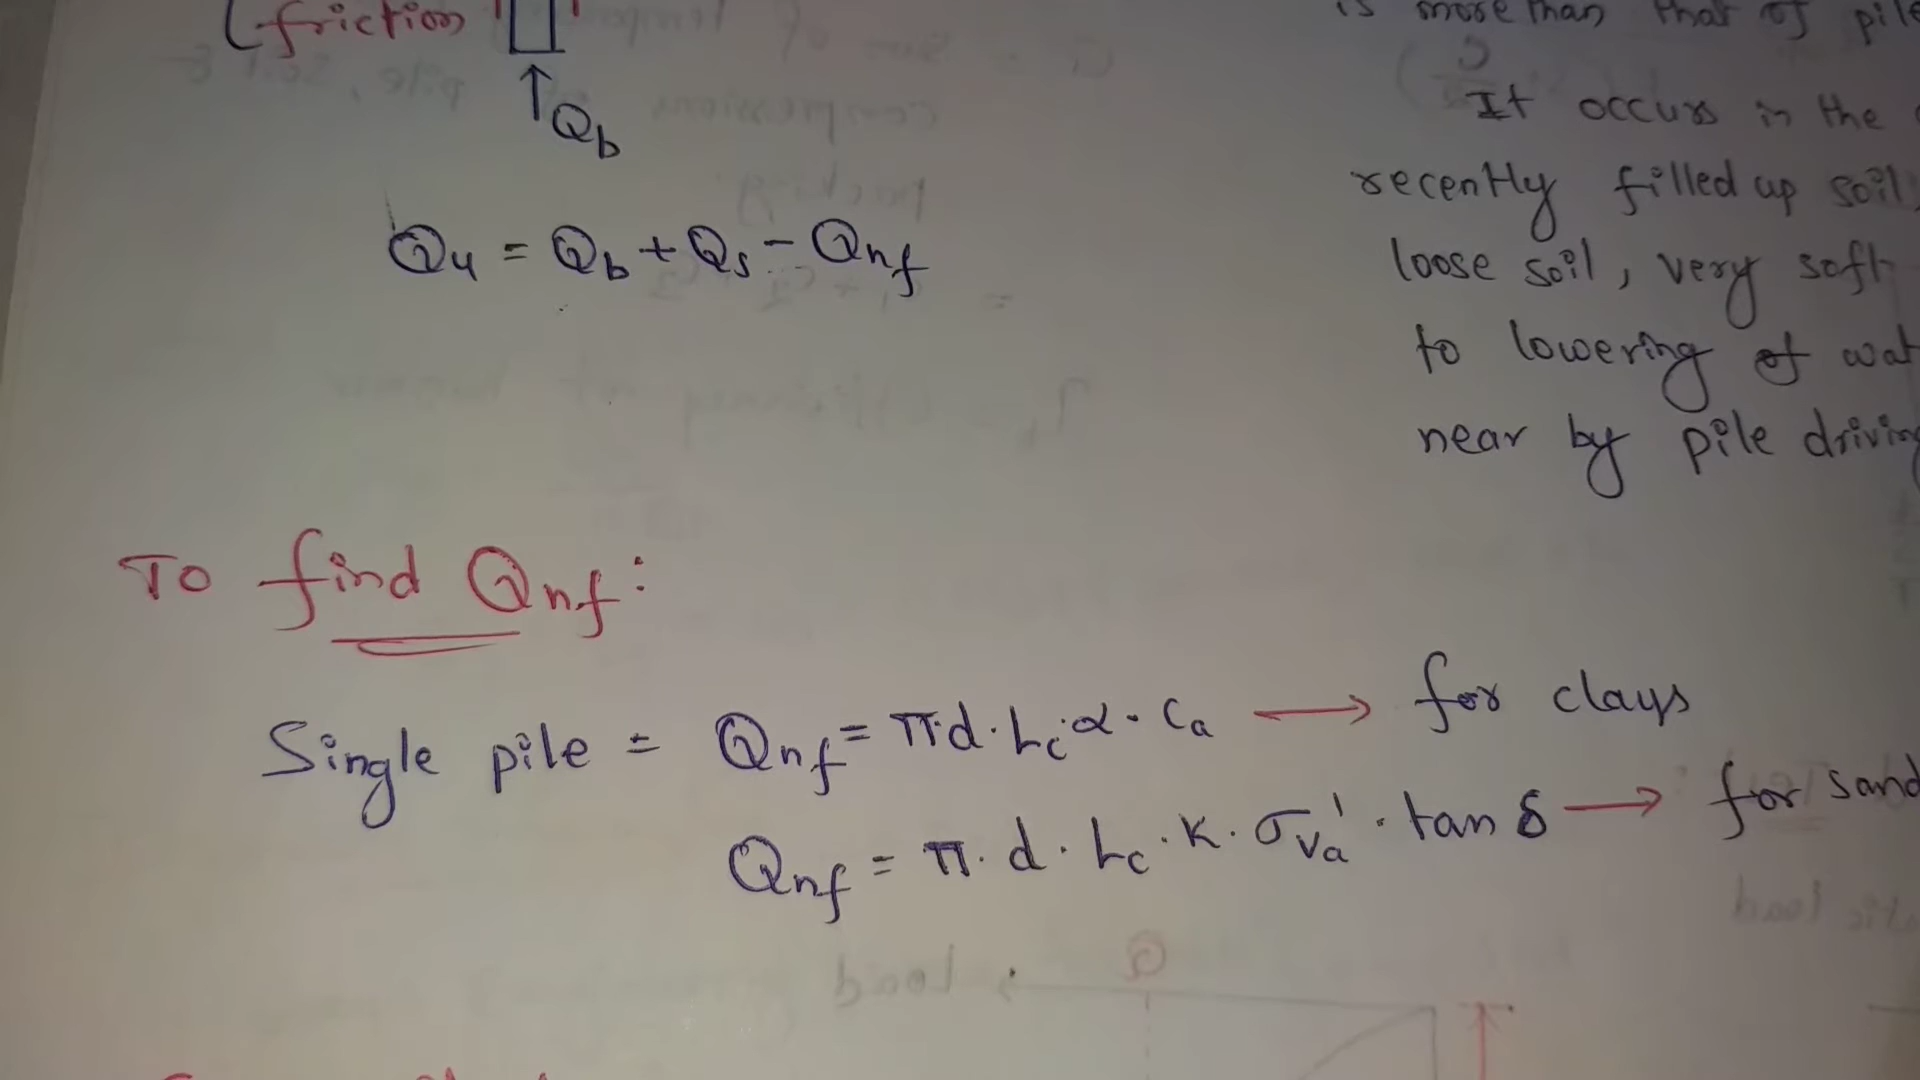 (friction
Qb
Qu = Qb + Qs - Qnf
is more than that of pile
It occurs in the
recently filled up soil,
loose soil, very soft
to lowering of wat
near by pile driving
To find Qnf:
Single pile = Qnf = π·d·Lc·α·Ca → for clays
Qnf = π·d·Lc·K·σva'·tan δ → for sand